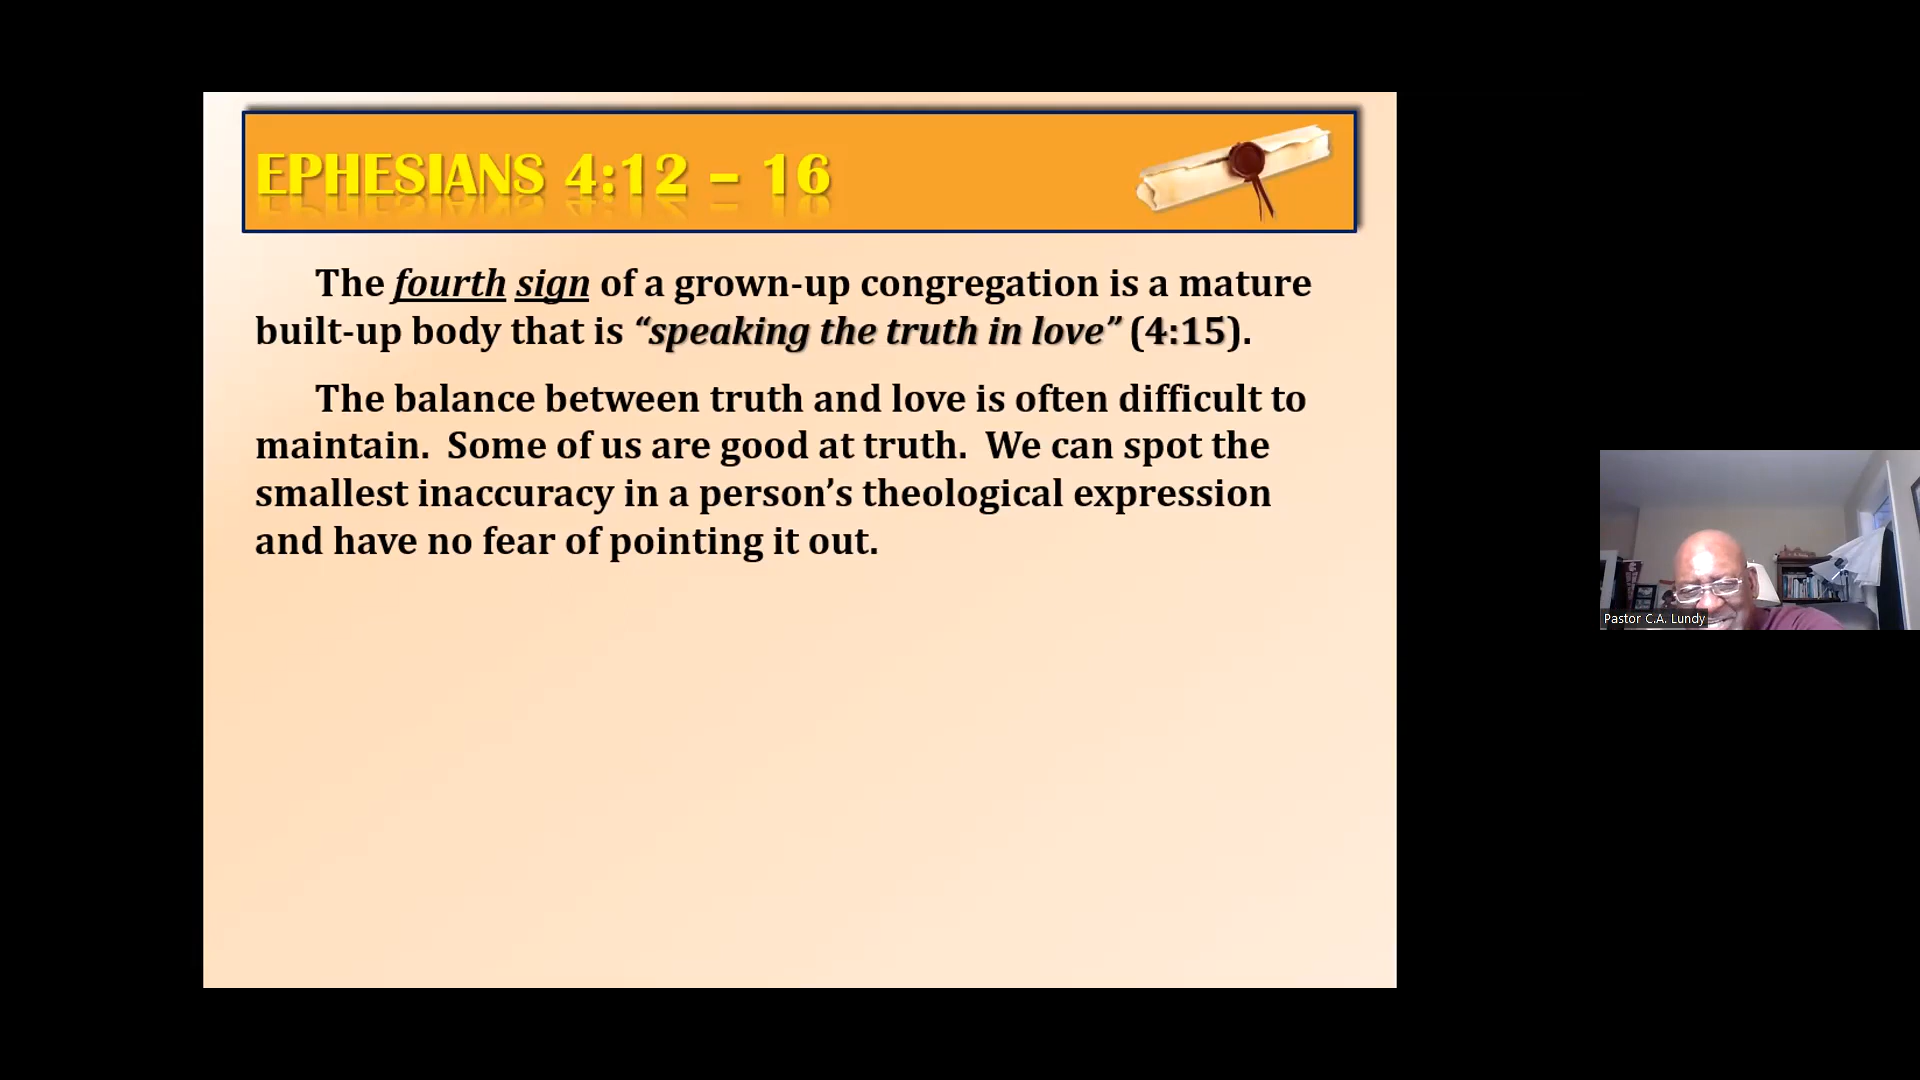 EPHESIANS 4:12 – 16
The fourth sign of a grown-up congregation is a mature
built-up body that is “speaking the truth in love” (4:15).
The balance between truth and love is often difficult to
maintain.  Some of us are good at truth.  We can spot the
smallest inaccuracy in a person’s theological expression
and have no fear of pointing it out.
Pastor C.A. Lundy